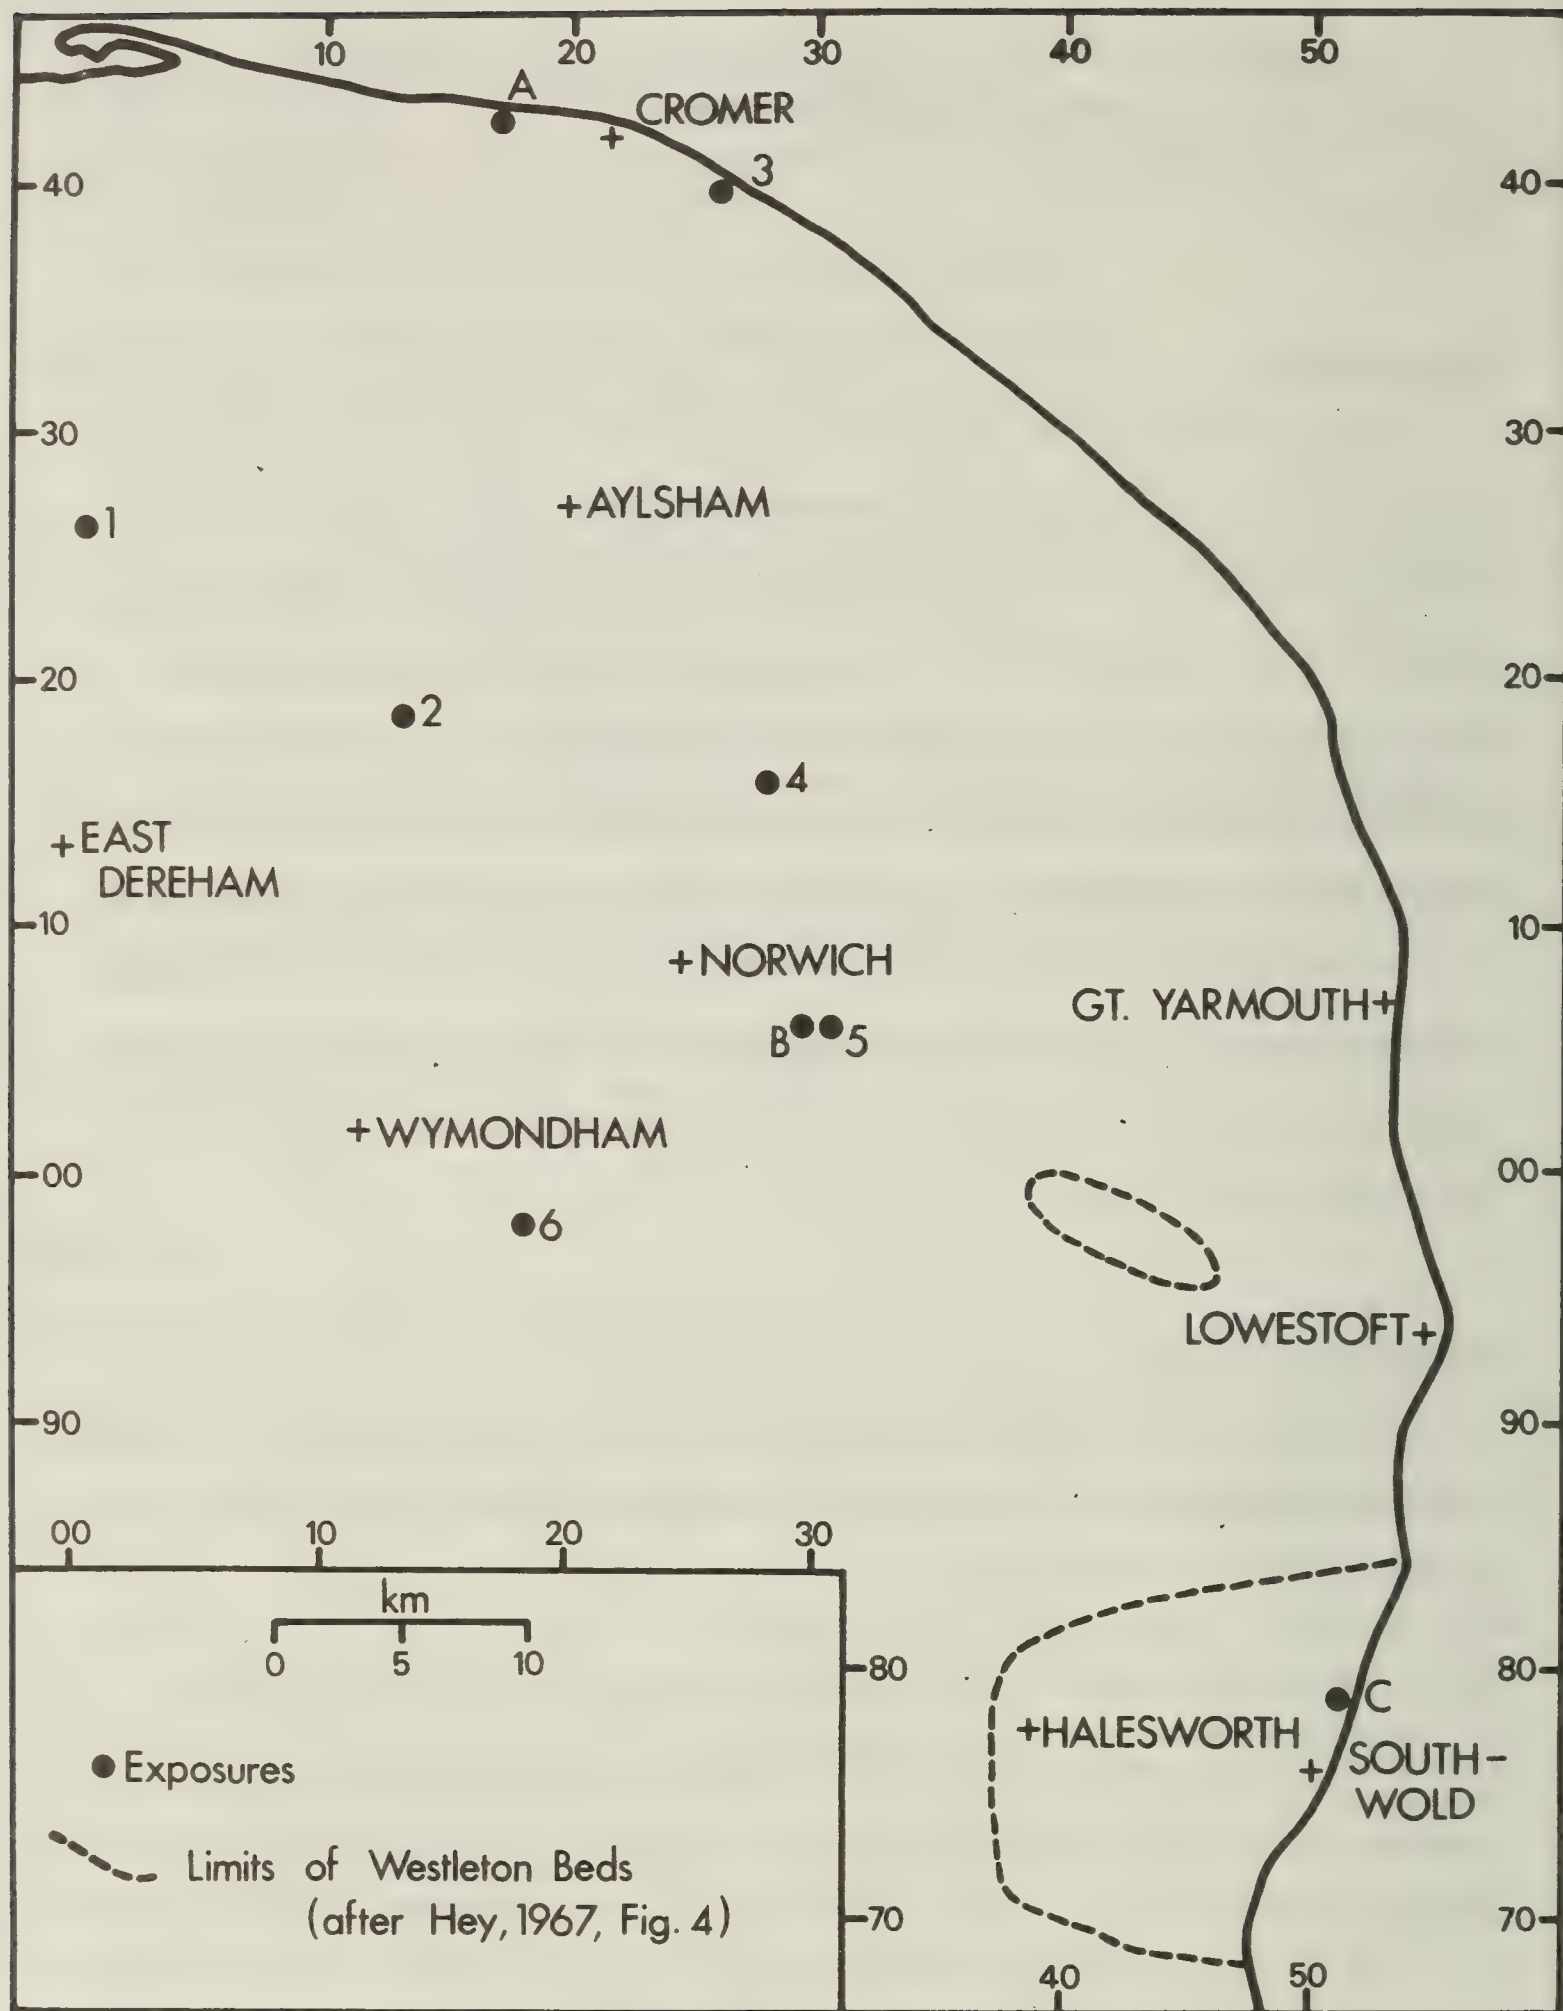 10 20 30 40 50
A
CROMER
3
40 40
30 30
AYLSHAM
1
20 20
2
4
EAST
DEREHAM
10 10
NORWICH
GT. YARMOUTH
B 5
WYMONDHAM
00 00
6
LOWESTOFT
90 90
00 10 20 30
km
0 5 10
80 80
C
HALESWORTH
SOUTH-
WOLD
Exposures
Limits of Westleton Beds
(after Hey, 1967, Fig. 4)
70 70
40 50